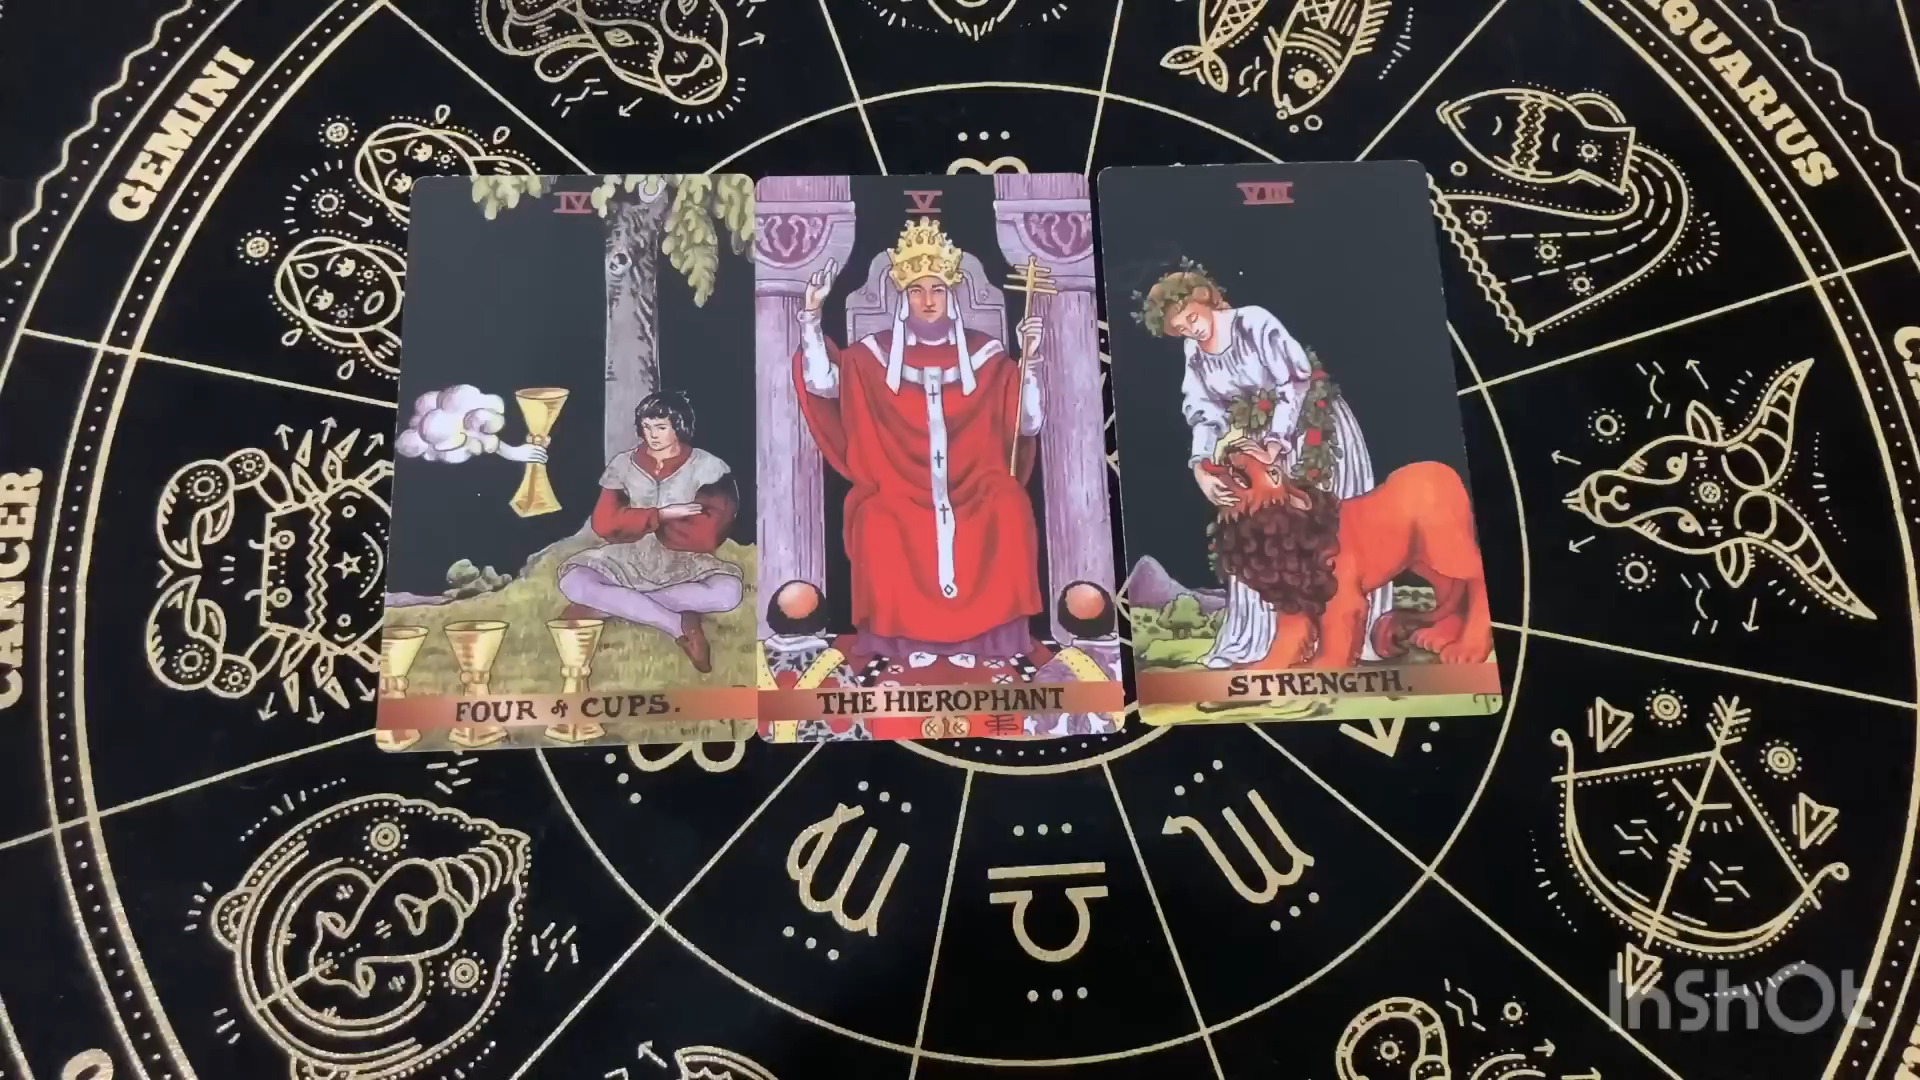 GEMINI
AQUARIUS
CANCER
IV
V
VIII
FOUR of CUPS.
THE HIEROPHANT
STRENGTH.
InShOt